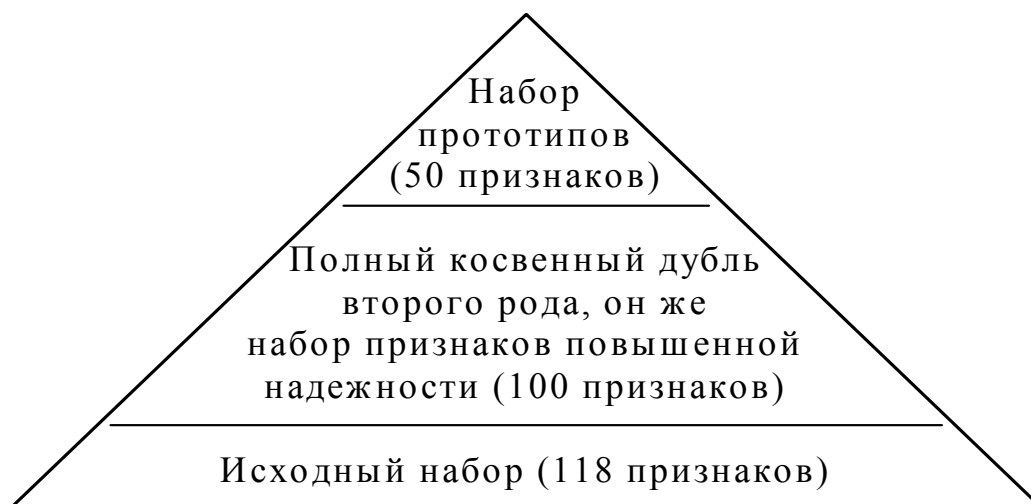 Набор
прототипов
(50 признаков)
Полный косвенный дубль
второго рода, он же
набор признаков повышенной
надежности (100 признаков)
Исходный набор (118 признаков)